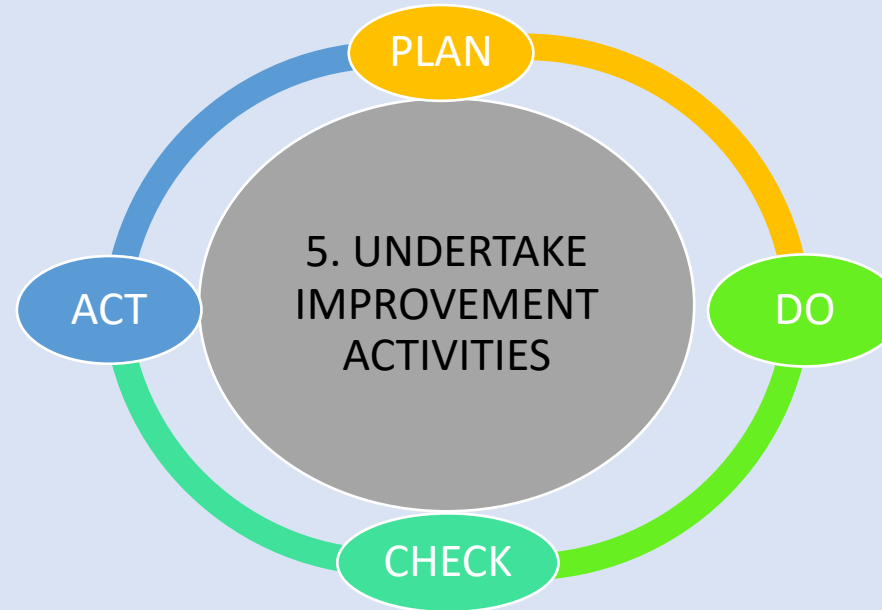 PLAN
5. UNDERTAKE
IMPROVEMENT
ACTIVITIES
ACT
DO
CHECK